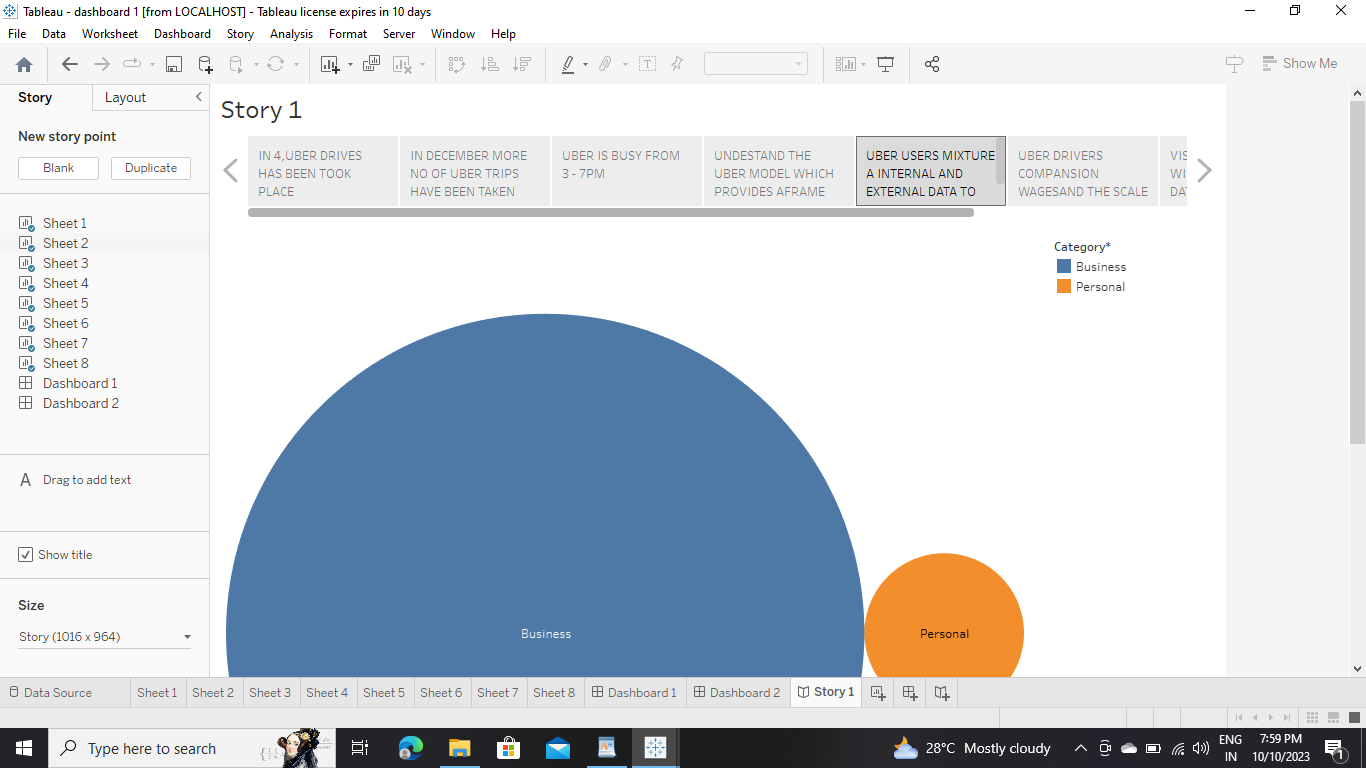 Tableau - dashboard 1 [from LOCALHOST] - Tableau license expires in 10 days
File Data Worksheet Dashboard Story Analysis Format Server Window Help
Show Me
Story Layout
New story point
Blank Duplicate
Sheet 1
Sheet 2
Sheet 3
Sheet 4
Sheet 5
Sheet 6
Sheet 7
Sheet 8
Dashboard 1
Dashboard 2
A Drag to add text
Show title
Size
Story (1016 x 964)
Story 1
IN 4,UBER DRIVES
HAS BEEN TOOK
PLACE
IN DECEMBER MORE
NO OF UBER TRIPS
HAVE BEEN TAKEN
UBER IS BUSY FROM
3 - 7PM
UNDESTAND THE
UBER MODEL WHICH
PROVIDES AFRAME
UBER USERS MIXTURE
A INTERNAL AND
EXTERNAL DATA TO
UBER DRIVERS
COMPANSION
WAGESAND THE SCALE
Category*
Business
Personal
Business
Personal
Data Source Sheet 1 Sheet 2 Sheet 3 Sheet 4 Sheet 5 Sheet 6 Sheet 7 Sheet 8 Dashboard 1 Dashboard 2 Story 1
Type here to search
28°C Mostly cloudy
ENG
IN
7:59 PM
10/10/2023
1